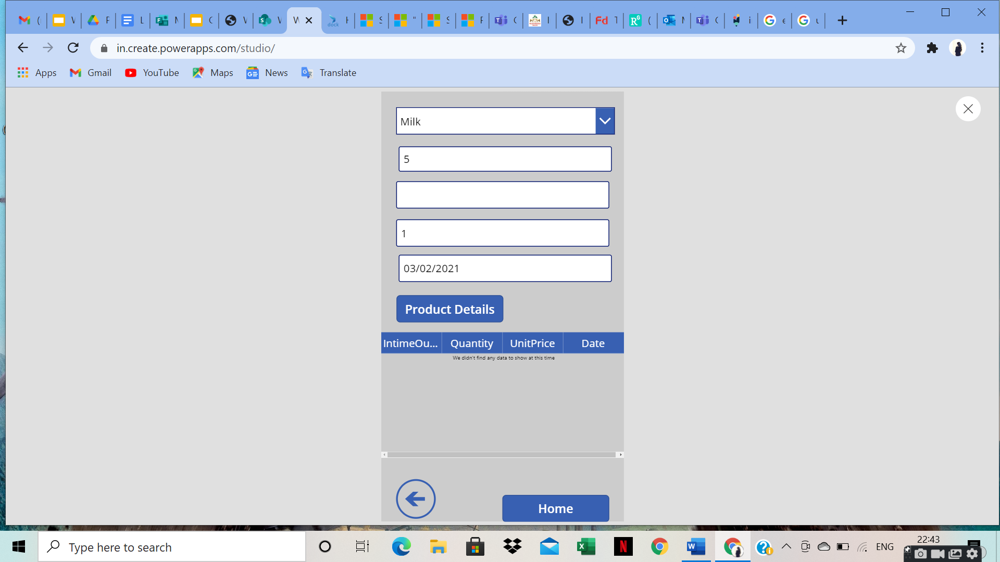 in.create.powerapps.com/studio/
Apps Gmail YouTube Maps News Translate
Milk
5
1
03/02/2021
Product Details
IntimeOu... Quantity UnitPrice Date
We didn't find any data to show at this time
Home
Type here to search
ENG
22:43